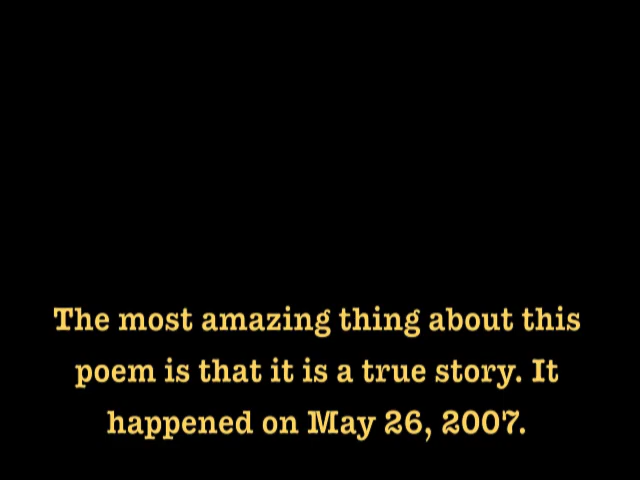 The most amazing thing about this
poem is that it is a true story. It
happened on May 26, 2007.